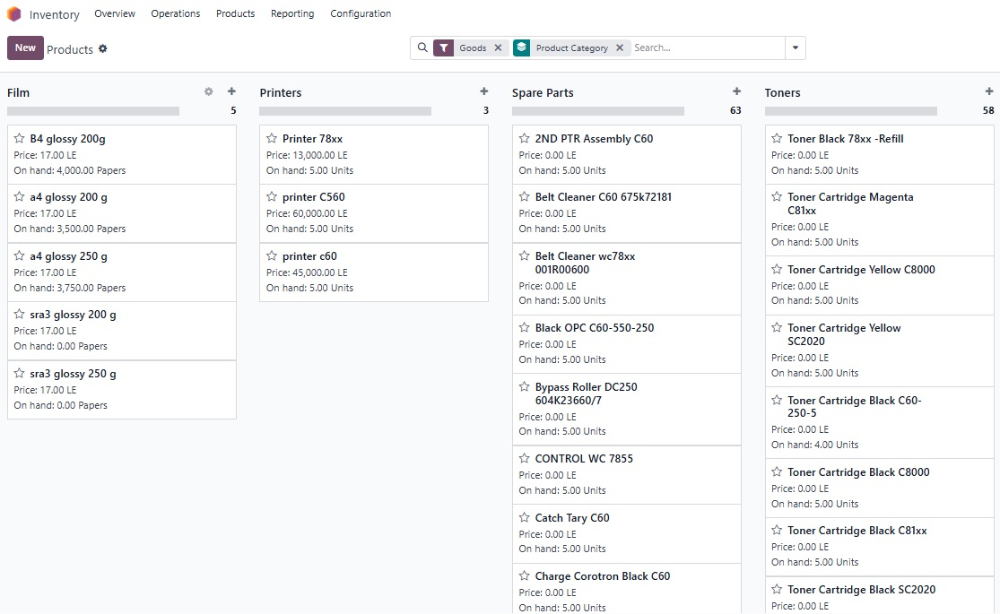 Inventory Overview Operations Products Reporting Configuration
New Products Goods Product Category Search...
Film
5
B4 glossy 200g
Price: 17.00 LE
On hand: 4,000.00 Papers
a4 glossy 200 g
Price: 17.00 LE
On hand: 3,500.00 Papers
a4 glossy 250 g
Price: 17.00 LE
On hand: 3,750.00 Papers
sra3 glossy 200 g
Price: 17.00 LE
On hand: 0.00 Papers
sra3 glossy 250 g
Price: 17.00 LE
On hand: 0.00 Papers
Printers
3
Printer 78xx
Price: 13,000.00 LE
On hand: 5.00 Units
printer C560
Price: 60,000.00 LE
On hand: 5.00 Units
printer c60
Price: 45,000.00 LE
On hand: 5.00 Units
Spare Parts
63
2ND PTR Assembly C60
Price: 0.00 LE
On hand: 5.00 Units
Belt Cleaner C60 675k72181
Price: 0.00 LE
On hand: 5.00 Units
Belt Cleaner wc78xx
001R00600
Price: 0.00 LE
On hand: 5.00 Units
Black OPC C60-550-250
Price: 0.00 LE
On hand: 5.00 Units
Bypass Roller DC250
604K23660/7
Price: 0.00 LE
On hand: 5.00 Units
CONTROL WC 7855
Price: 0.00 LE
On hand: 5.00 Units
Catch Tary C60
Price: 0.00 LE
On hand: 5.00 Units
Charge Corotron Black C60
Price: 0.00 LE
On hand: 5.00 Units
Toners
58
Toner Black 78xx -Refill
Price: 0.00 LE
On hand: 5.00 Units
Toner Cartridge Magenta
C81xx
Price: 0.00 LE
On hand: 5.00 Units
Toner Cartridge Yellow C8000
Price: 0.00 LE
On hand: 5.00 Units
Toner Cartridge Yellow
SC2020
Price: 0.00 LE
On hand: 5.00 Units
Toner Cartridge Black C60-
250-5
Price: 0.00 LE
On hand: 4.00 Units
Toner Cartridge Black C8000
Price: 0.00 LE
On hand: 5.00 Units
Toner Cartridge Black C81xx
Price: 0.00 LE
On hand: 5.00 Units
Toner Cartridge Black SC2020
Price: 0.00 LE